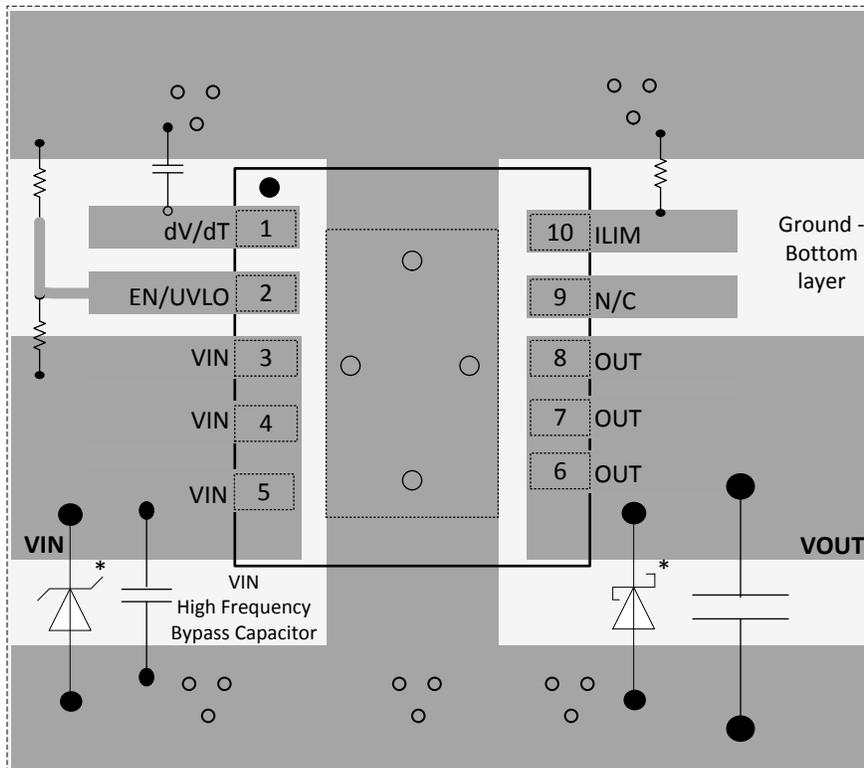 dV/dT 1
10 ILIM
Ground -
Bottom
layer
EN/UVLO 2
9 N/C
VIN 3
8 OUT
VIN 4
7 OUT
VIN 5
6 OUT
VIN
VOUT
*
*
VIN
High Frequency
Bypass Capacitor